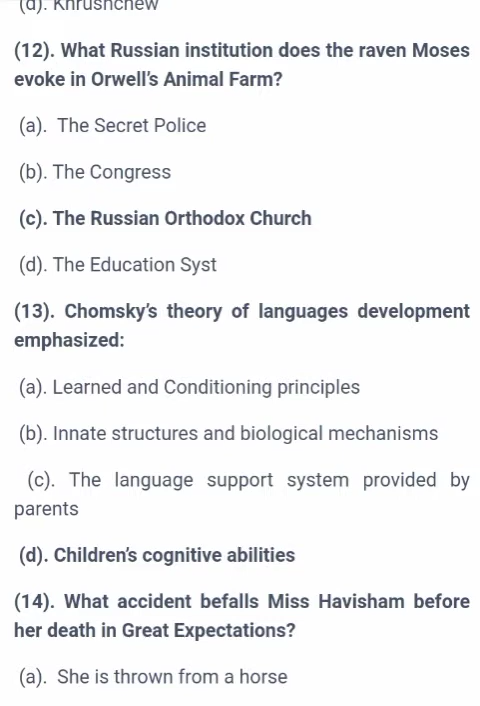 (d). Khrushchew
(12). What Russian institution does the raven Moses
evoke in Orwell's Animal Farm?
(a). The Secret Police
(b). The Congress
(c). The Russian Orthodox Church
(d). The Education Syst
(13). Chomsky's theory of languages development
emphasized:
(a). Learned and Conditioning principles
(b). Innate structures and biological mechanisms
(c). The language support system provided by
parents
(d). Children's cognitive abilities
(14). What accident befalls Miss Havisham before
her death in Great Expectations?
(a). She is thrown from a horse